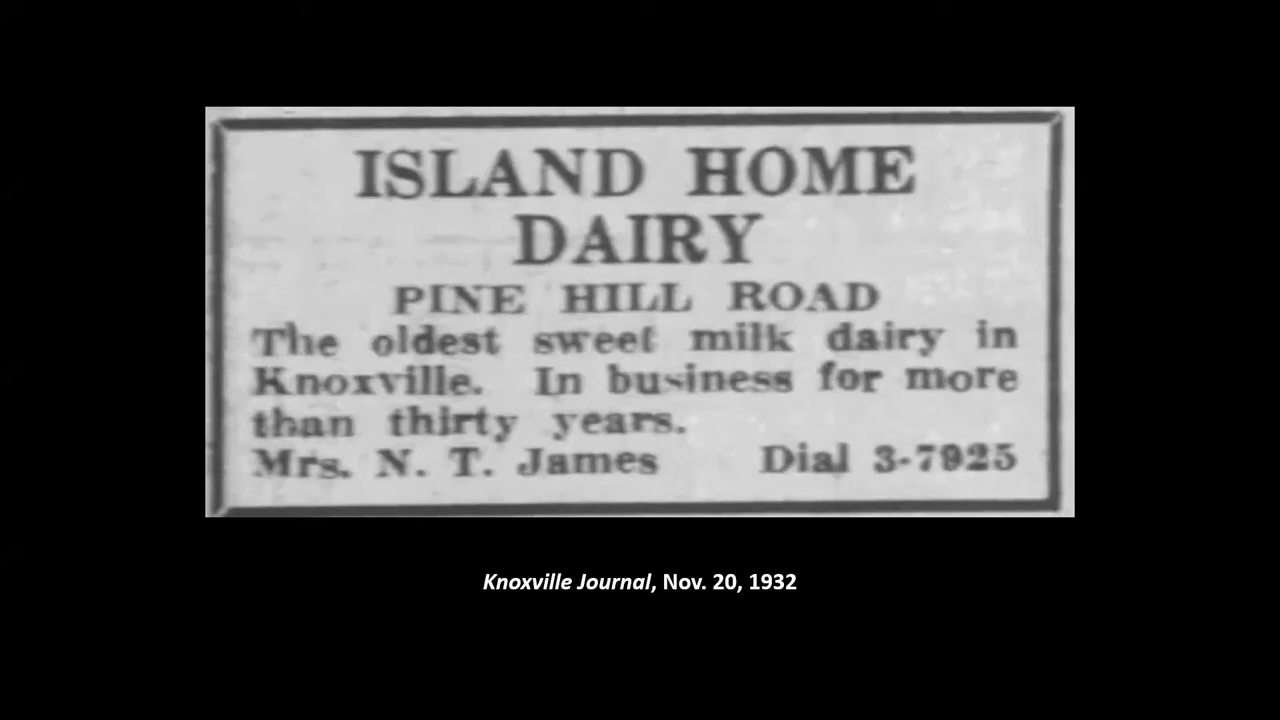 ISLAND HOME
DAIRY
PINE HILL ROAD
The oldest sweet milk dairy in
Knoxville. In business for more
than thirty years.
Mrs. N. T. James Dial 3-7925
Knoxville Journal, Nov. 20, 1932